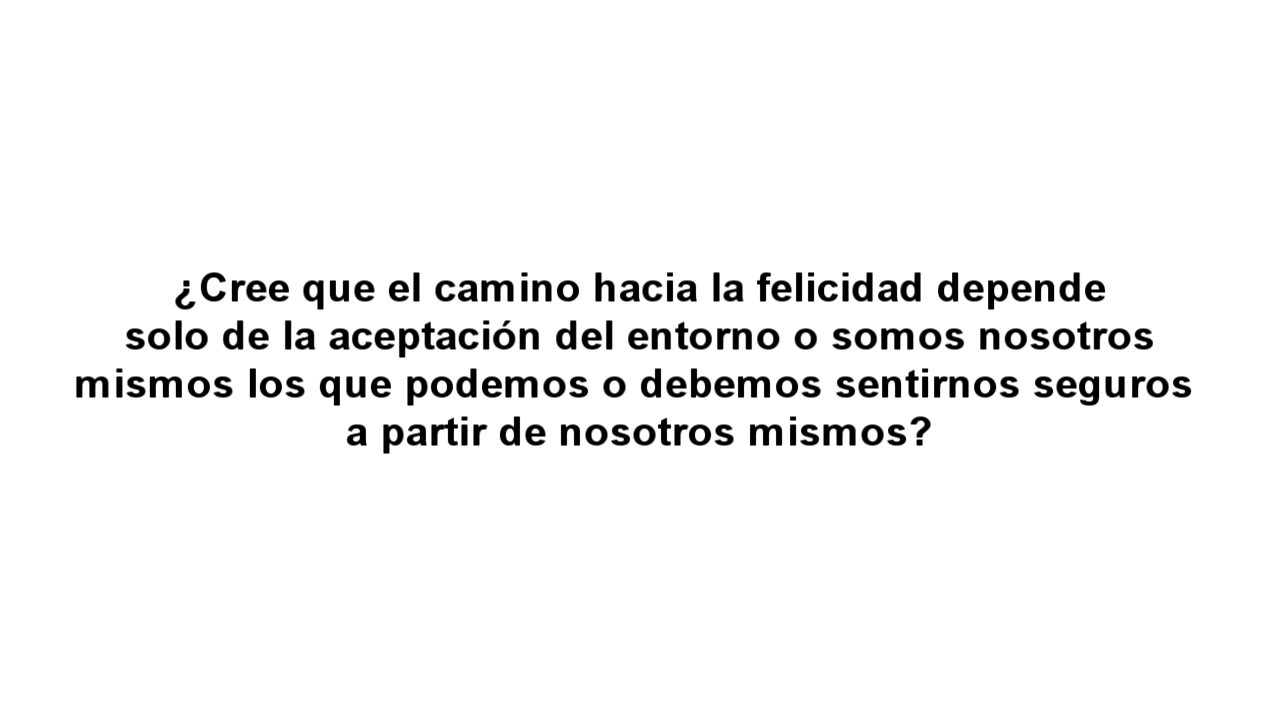 ¿Cree que el camino hacia la felicidad depende
solo de la aceptación del entorno o somos nosotros
mismos los que podemos o debemos sentirnos seguros
a partir de nosotros mismos?